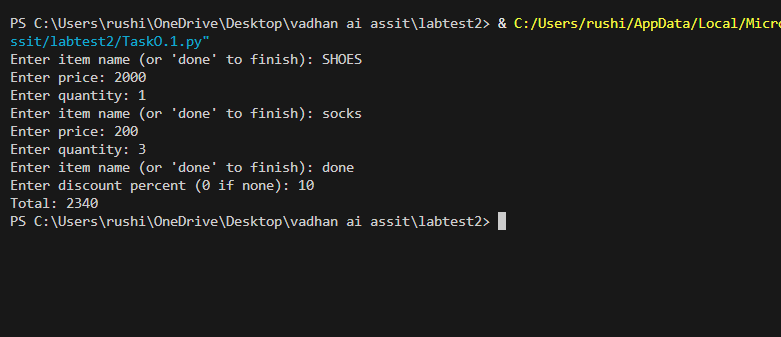 PS C:\Users\rushi\OneDrive\Desktop\vadhan ai assit\labtest2> & C:/Users/rushi/AppData/Local/Micro
ssit/labtest2/Task0.1.py"
Enter item name (or 'done' to finish): SHOES
Enter price: 2000
Enter quantity: 1
Enter item name (or 'done' to finish): socks
Enter price: 200
Enter quantity: 3
Enter item name (or 'done' to finish): done
Enter discount percent (0 if none): 10
Total: 2340
PS C:\Users\rushi\OneDrive\Desktop\vadhan ai assit\labtest2>